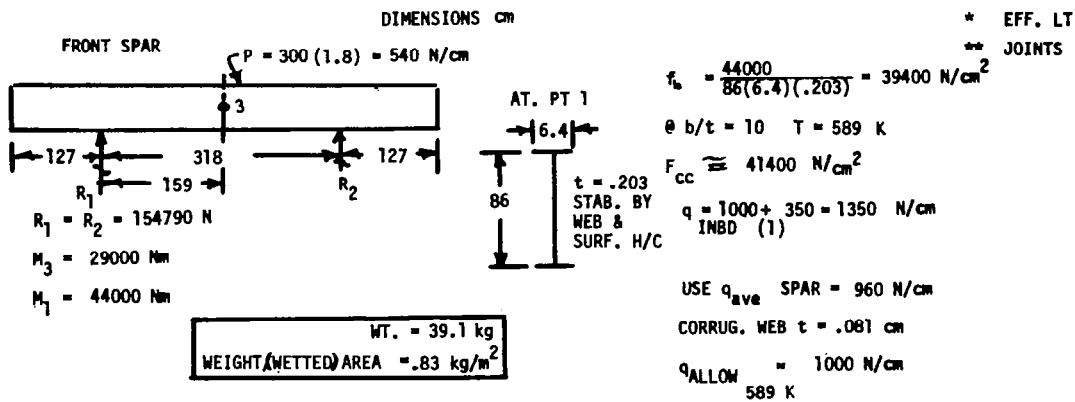 DIMENSIONS cm
* EFF. LT
** JOINTS
FRONT SPAR
P = 300 (1.8) = 540 N/cm
3
127
318
127
159
R1
R2
R1 = R2 = 154790 N
M3 = 29000 Nm
M1 = 44000 Nm
AT. PT 1
6.4
86
t = .203
STAB. BY
WEB &
SURF. H/C
fb = 44000 / 86(6.4)(.203) = 39400 N/cm²
@ b/t = 10 T = 589 K
Fcc ≅ 41400 N/cm²
q = 1000+ 350 = 1350 N/cm
INBD (1)
USE qave SPAR = 960 N/cm
CORRUG. WEB t = .081 cm
qALLOW = 1000 N/cm
589 K
WT. = 39.1 kg
WEIGHT/(WETTED) AREA = .83 kg/m²